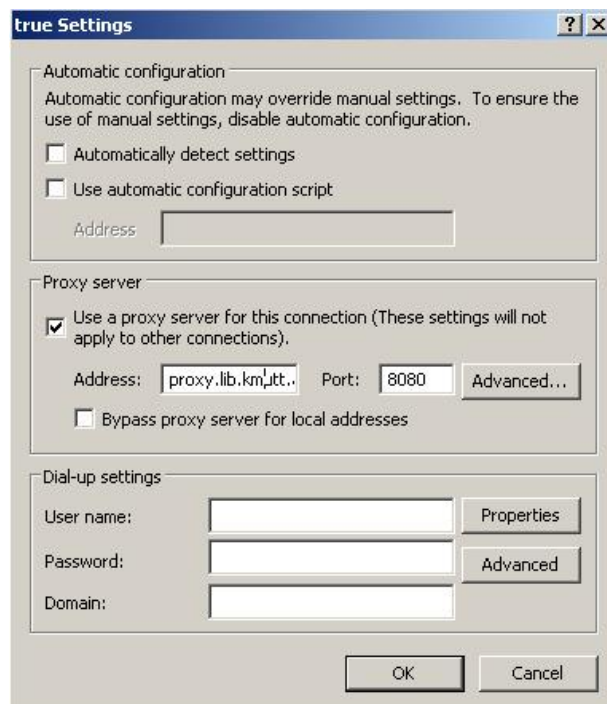 true Settings
Automatic configuration
Automatic configuration may override manual settings. To ensure the
use of manual settings, disable automatic configuration.
Automatically detect settings
Use automatic configuration script
Address
Proxy server
Use a proxy server for this connection (These settings will not
apply to other connections).
Address: proxy.lib.kmutt.. Port: 8080 Advanced...
Bypass proxy server for local addresses
Dial-up settings
User name: Properties
Password: Advanced
Domain:
OK Cancel